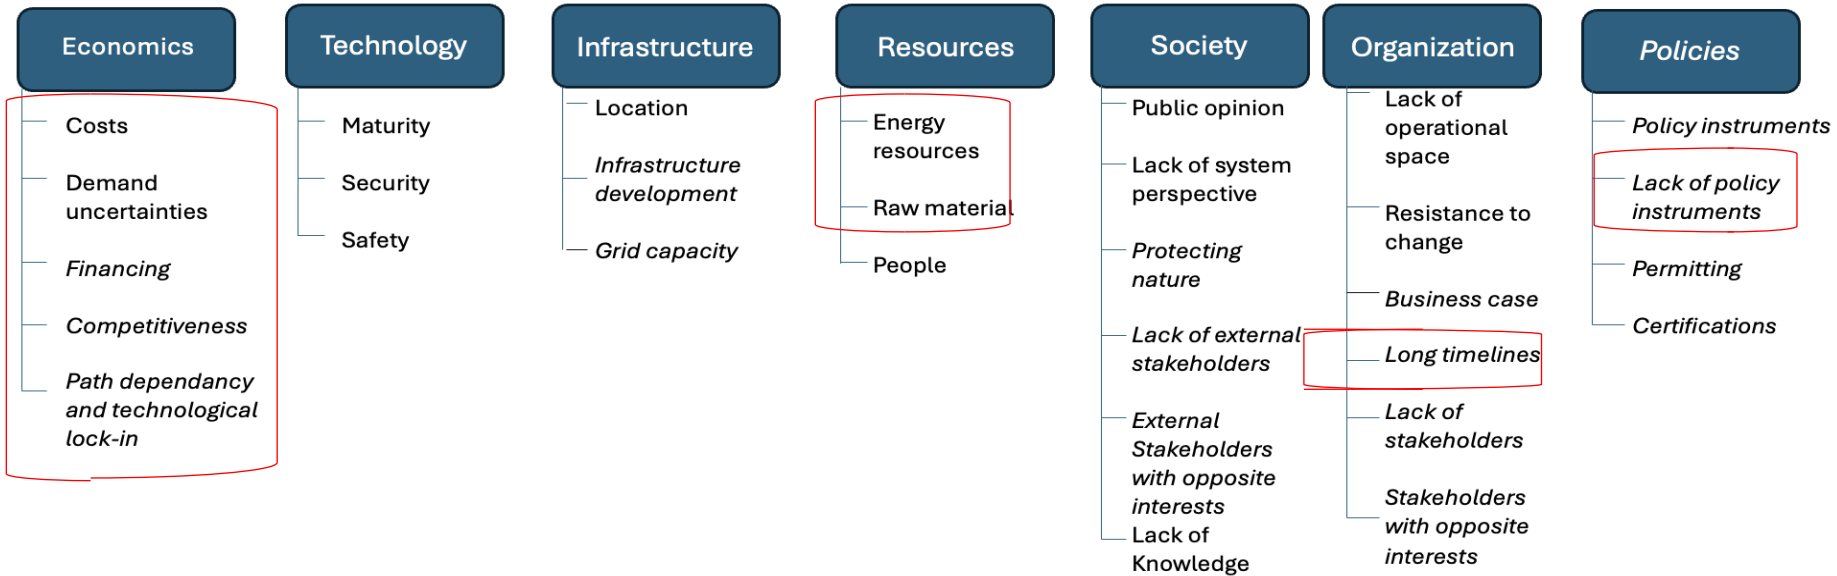 Economics
Costs
Demand
uncertainties
Financing
Competitiveness
Path dependancy
and technological
lock-in
Technology
Maturity
Security
Safety
Infrastructure
Location
Infrastructure
development
Grid capacity
Resources
Energy
resources
Raw material
People
Society
Public opinion
Lack of system
perspective
Protecting
nature
Lack of external
stakeholders
External
Stakeholders
with opposite
interests
Lack of
Knowledge
Organization
Lack of
operational
space
Resistance to
change
Business case
Long timelines
Lack of
stakeholders
Stakeholders
with opposite
interests
Policies
Policy instruments
Lack of policy
instruments
Permitting
Certifications